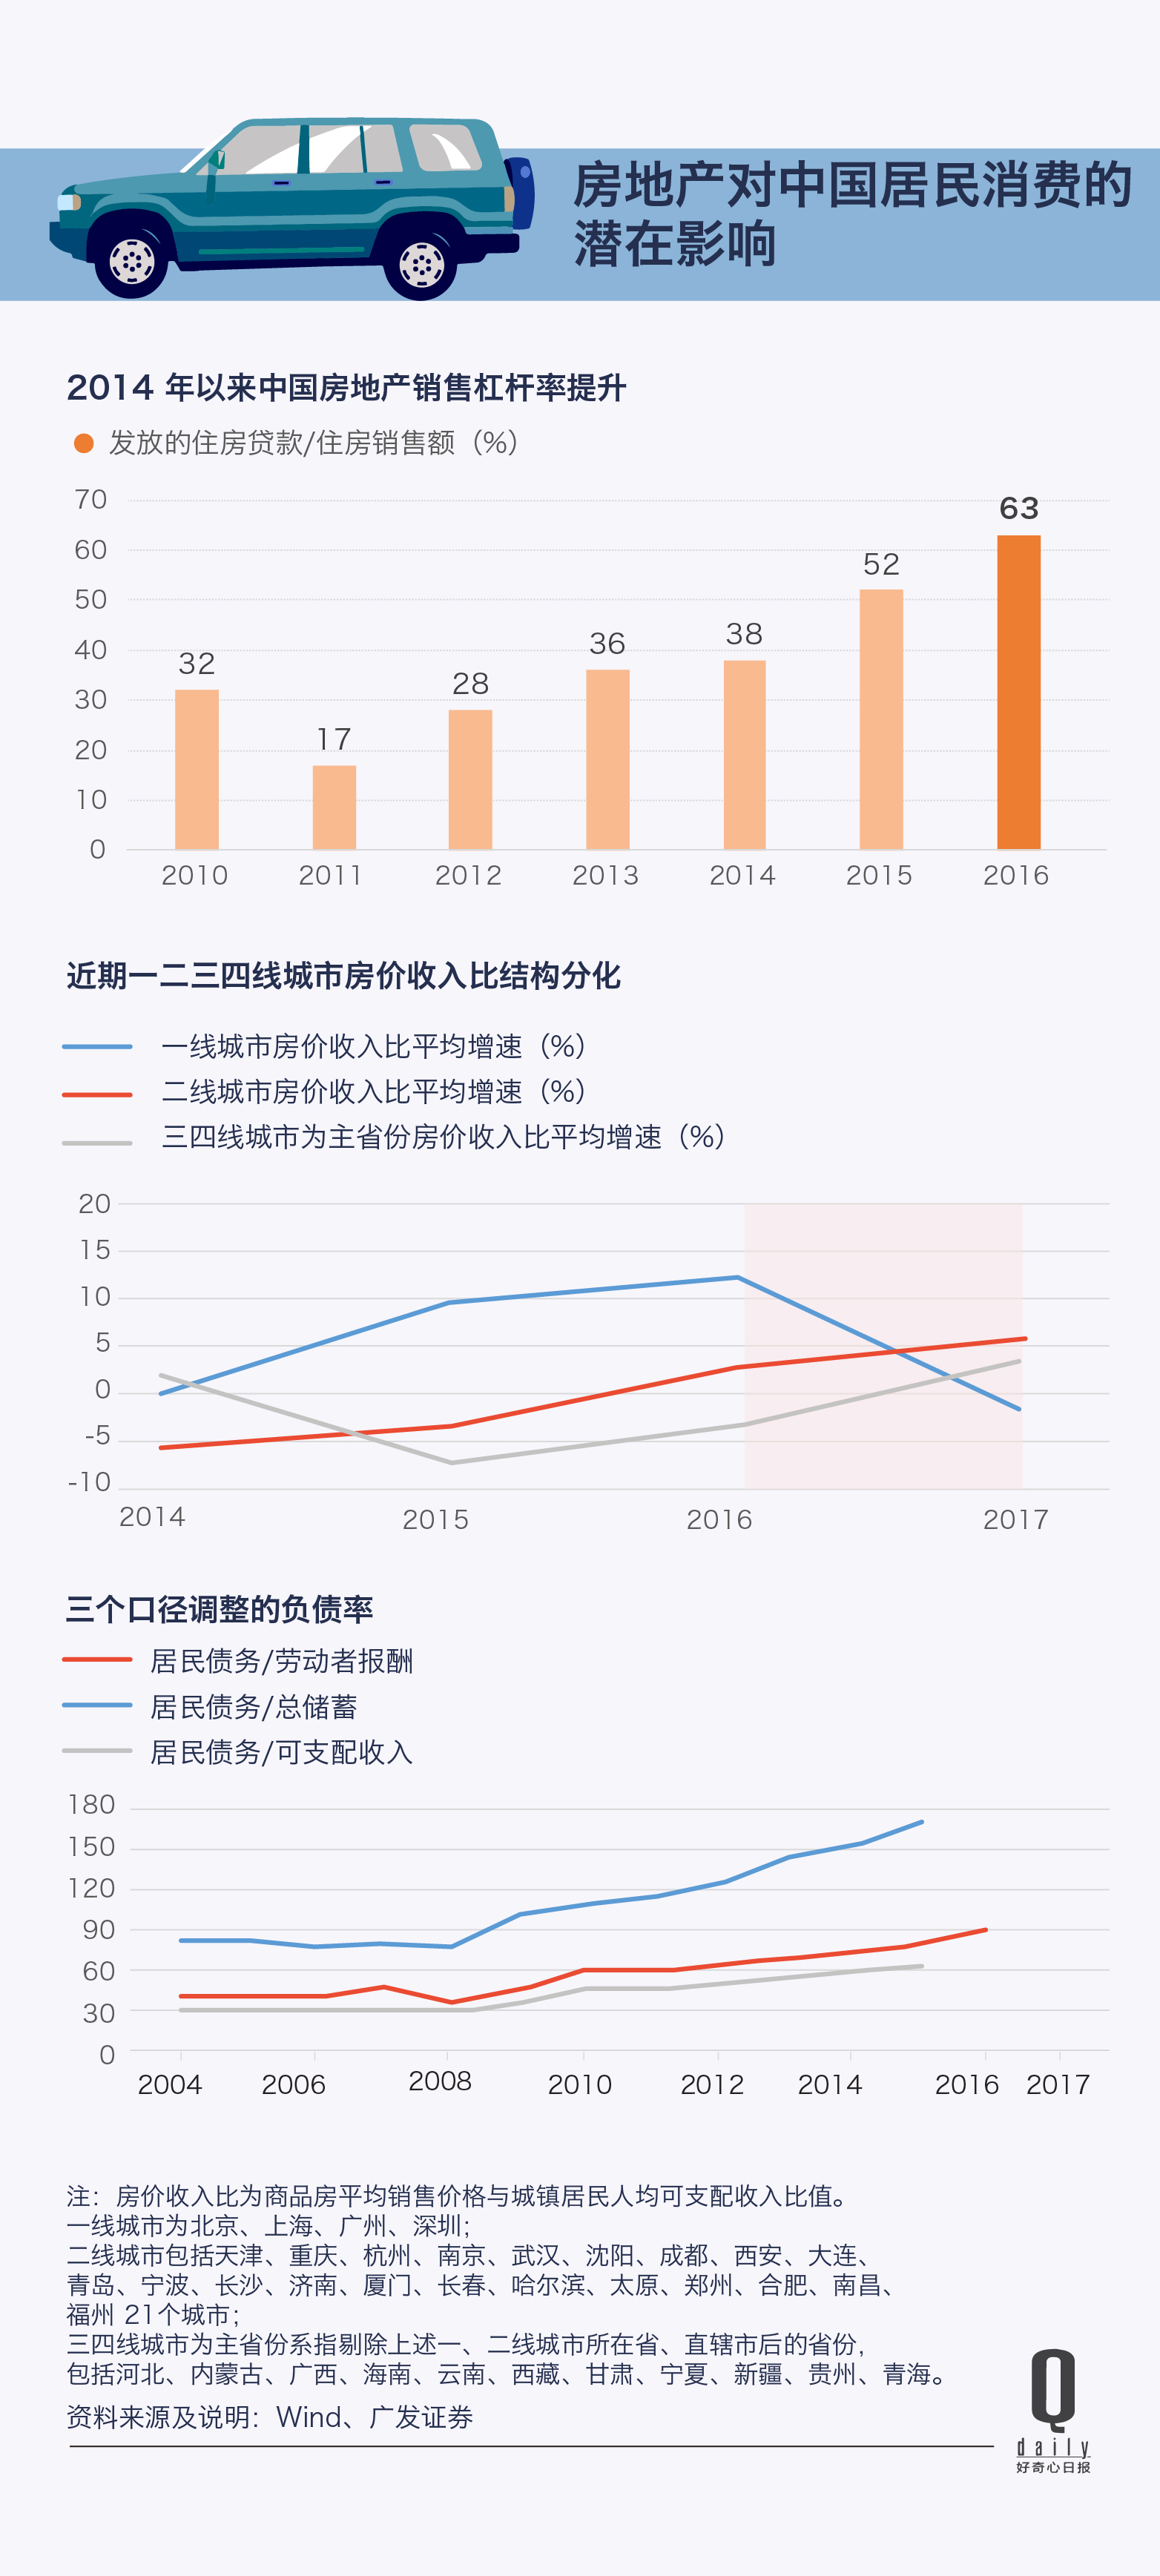 房地产对中国居民消费的
潜在影响
2014 年以来中国房地产销售杠杆率提升
发放的住房贷款/住房销售额（%）
70
60
50
40
30
20
10
0
32
17
28
36
38
52
63
2010
2011
2012
2013
2014
2015
2016
近期一二三四线城市房价收入比结构分化
一线城市房价收入比平均增速（%）
二线城市房价收入比平均增速（%）
三四线城市为主省份房价收入比平均增速（%）
20
15
10
5
0
-5
-10
2014
2015
2016
2017
三个口径调整的负债率
居民债务/劳动者报酬
居民债务/总储蓄
居民债务/可支配收入
180
150
120
90
60
30
0
2004
2006
2008
2010
2012
2014
2016
2017
注：房价收入比为商品房平均销售价格与城镇居民人均可支配收入比值。
一线城市为北京、上海、广州、深圳；
二线城市包括天津、重庆、杭州、南京、武汉、沈阳、成都、西安、大连、
青岛、宁波、长沙、济南、厦门、长春、哈尔滨、太原、郑州、合肥、南昌、
福州 21个城市；
三四线城市为主省份系指剔除上述一、二线城市所在省、直辖市后的省份，
包括河北、内蒙古、广西、海南、云南、西藏、甘肃、宁夏、新疆、贵州、青海。
资料来源及说明：Wind、广发证券
Q
daily
好奇心日报